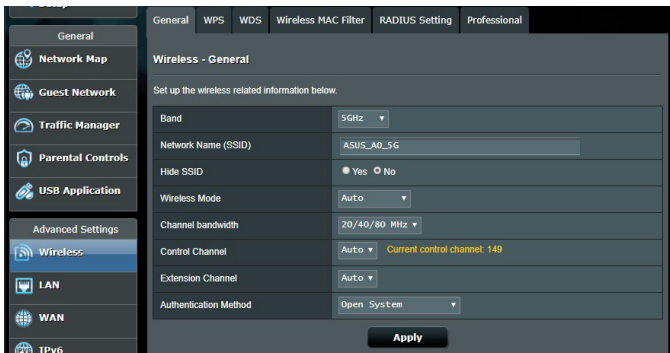 Setup
General
Network Map
Guest Network
Traffic Manager
Parental Controls
USB Application
Advanced Settings
Wireless
LAN
WAN
IPv6
General WPS WDS Wireless MAC Filter RADIUS Setting Professional
Wireless - General
Set up the wireless related information below.
Band 5GHz
Network Name (SSID) ASUS_AO_5G
Hide SSID Yes No
Wireless Mode Auto
Channel bandwidth 20/40/80 MHz
Control Channel Auto Current control channel: 149
Extension Channel Auto
Authentication Method Open System
Apply